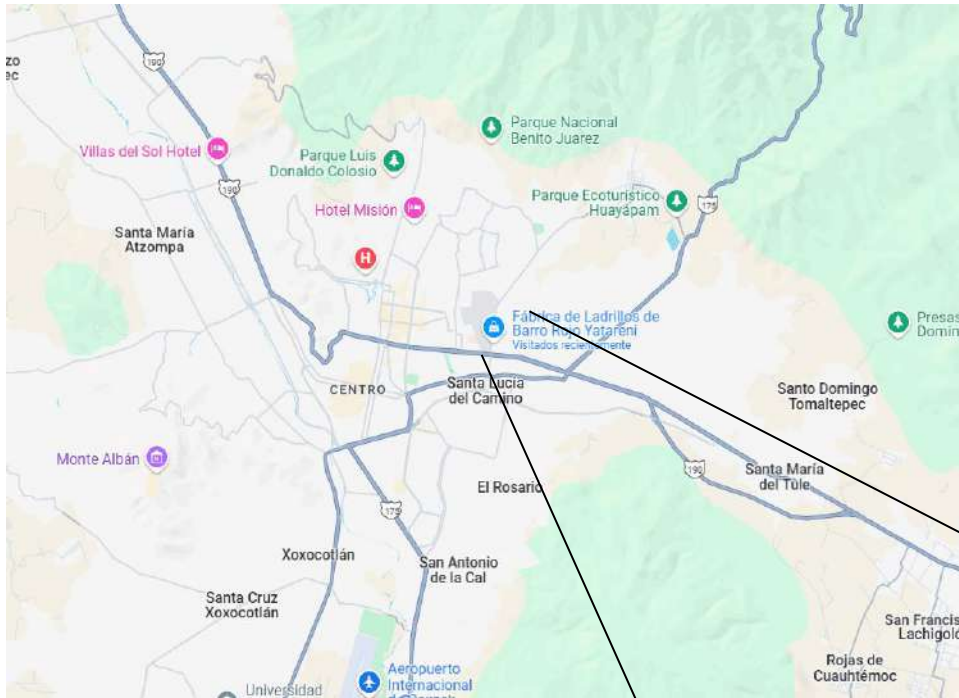 190
zo
ec
Villas del Sol Hotel
Parque Nacional
Benito Juarez
Parque Luis
Donaldo Colosio
190
Parque Ecoturístico
Huayápam
175
Hotel Misión
Santa María
Atzompa
H
Fábrica de Ladrillos de
Barro Rojo Yatareni
Visitados recientemente
Presas
Domin
CENTRO
Santa Lucía
del Camino
Santo Domingo
Tomaltepec
Monte Albán
190
Santa María
del Tule
El Rosario
175
Xoxocotlán
San Antonio
de la Cal
Santa Cruz
Xoxocotlán
San Francis
Lachigoló
Rojas de
Cuauhtémoc
Aeropuerto
Internacional
Universidad